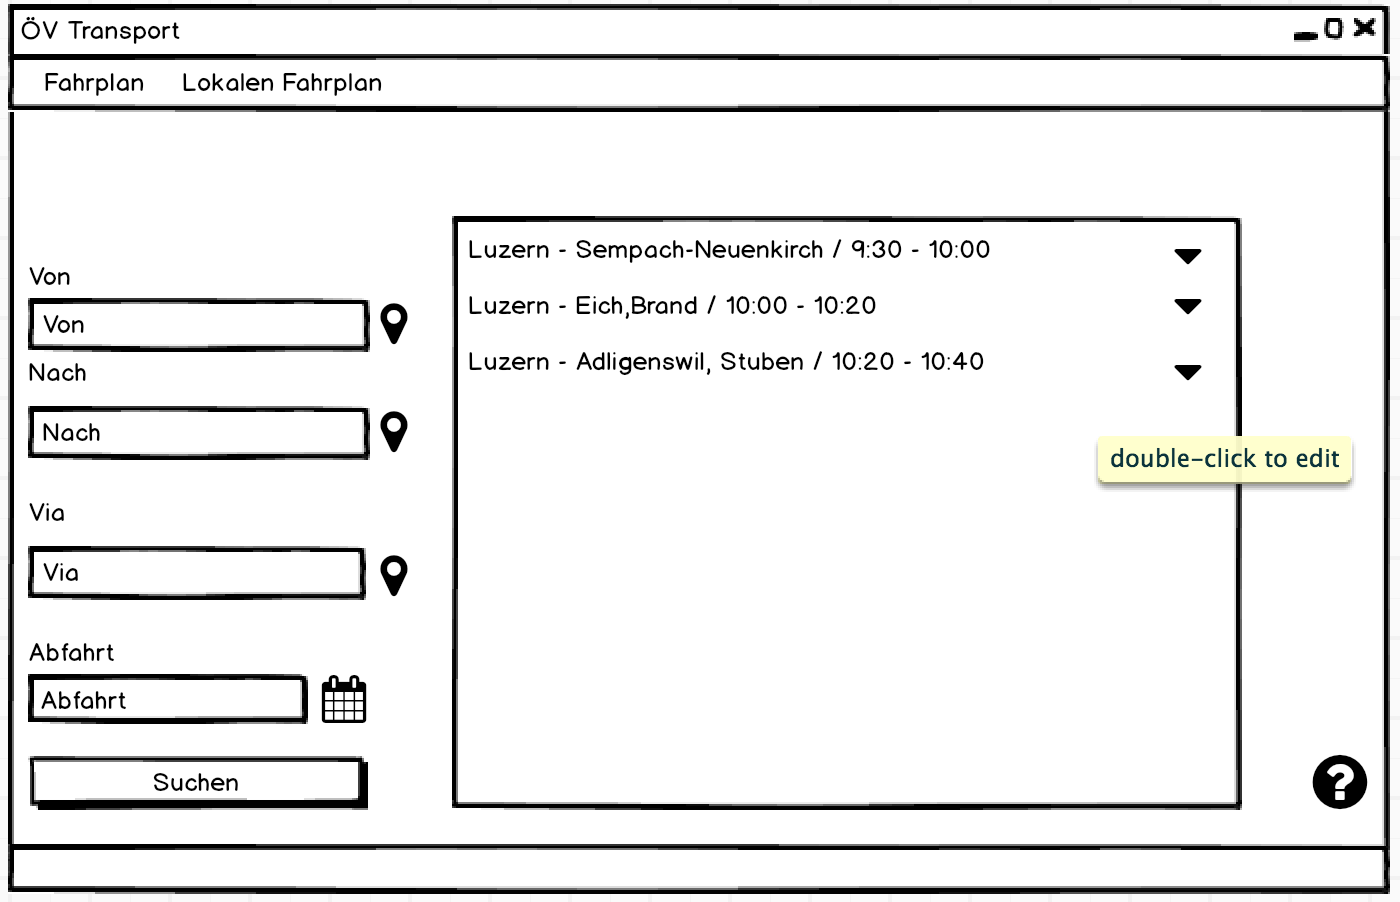 ÖV Transport
Fahrplan Lokalen Fahrplan
Von
Von
Nach
Nach
Via
Via
Abfahrt
Abfahrt
Suchen
Luzern - Sempach-Neuenkirch / 9:30 - 10:00
Luzern - Eich,Brand / 10:00 - 10:20
Luzern - Adligenswil, Stuben / 10:20 - 10:40
double-click to edit
?